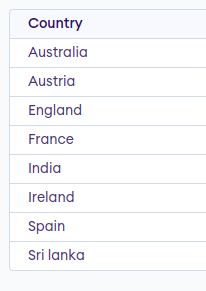 Country
Australia
Austria
England
France
India
Ireland
Spain
Sri lanka